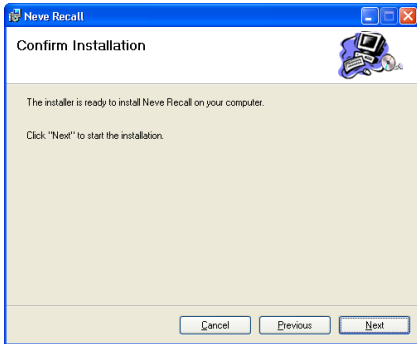 Neve Recall
Confirm Installation
The installer is ready to install Neve Recall on your computer.
Click "Next" to start the installation.
Cancel
Previous
Next